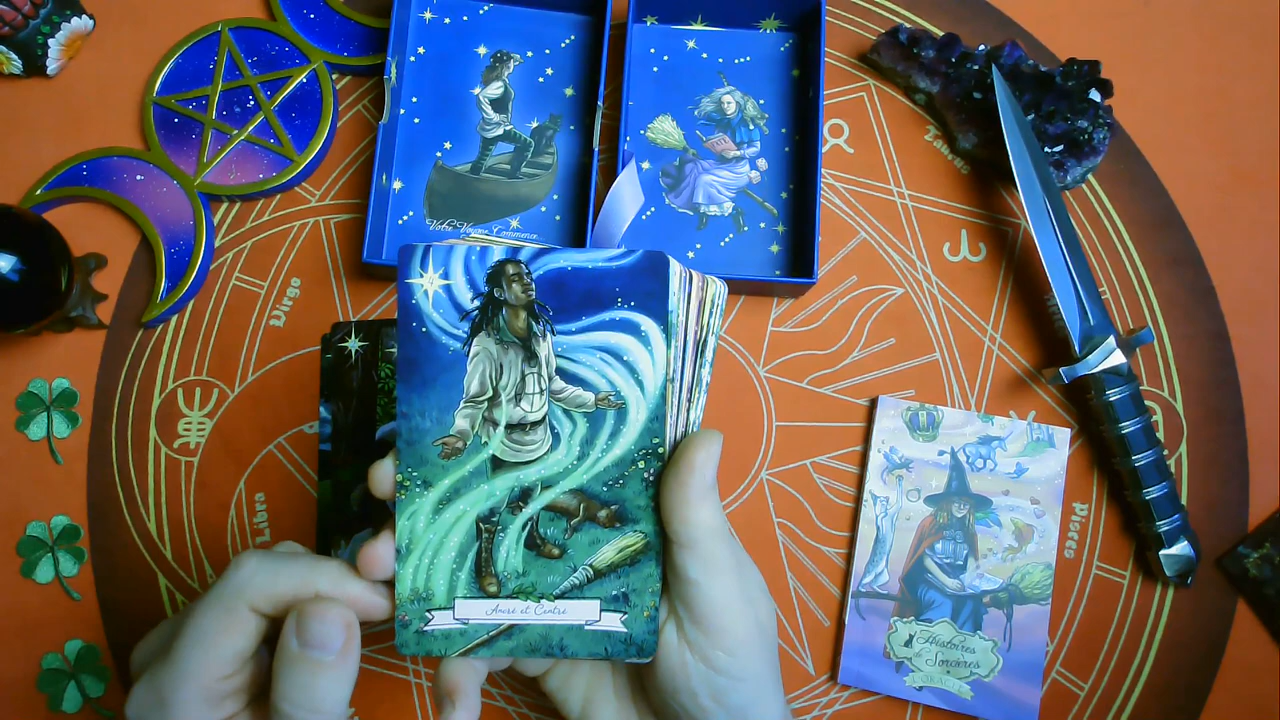 Votre Voyage Commence
Taurus
Virgo
Libra
Pisces
Ancré et Centré
Histoires
de Sorcières
L'ORACLE